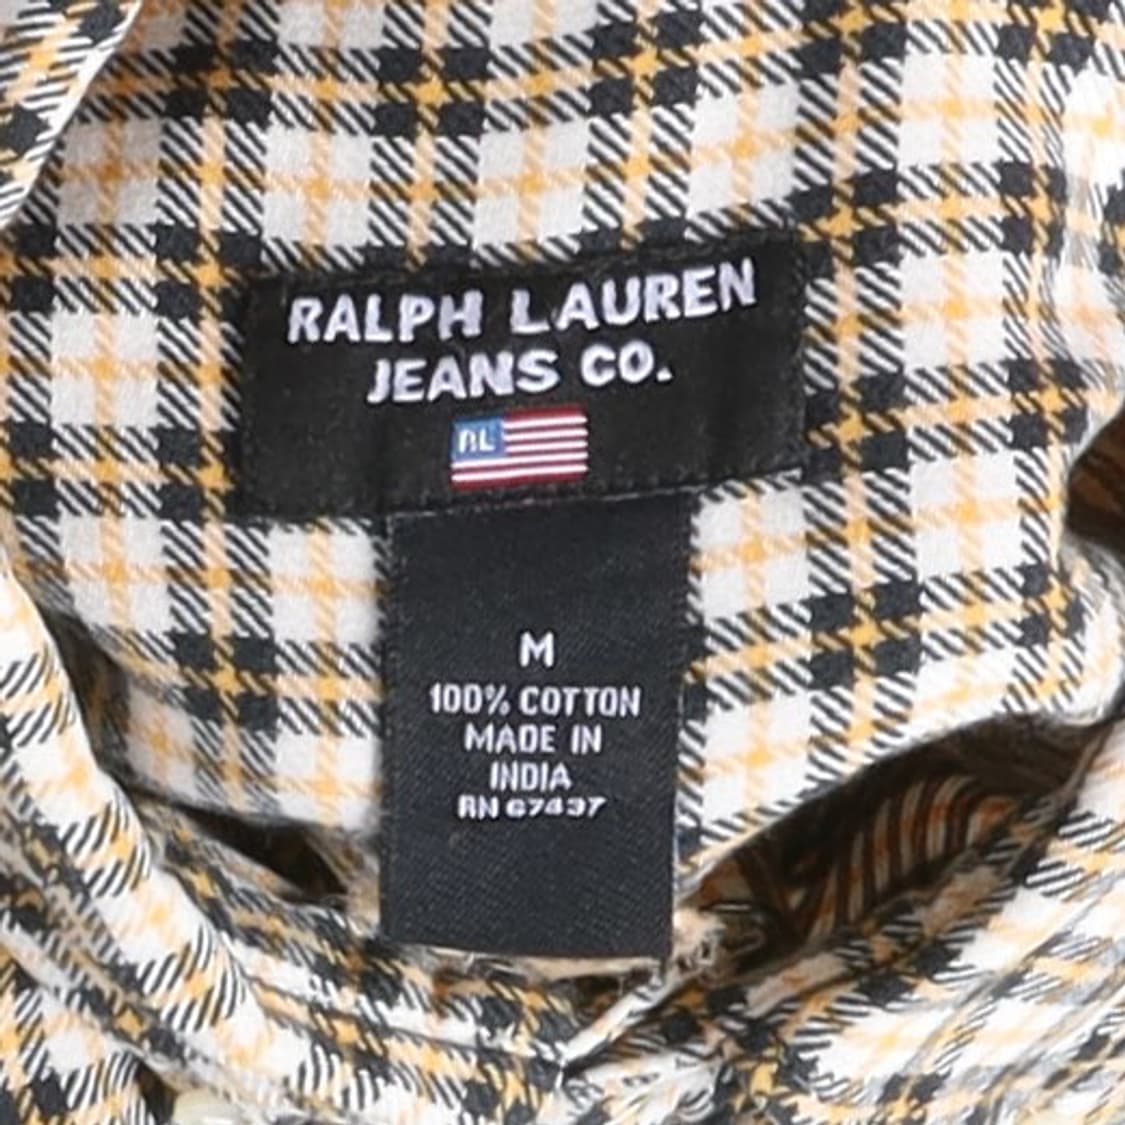 RALPH LAUREN
JEANS CO.
RL
M
100% COTTON
MADE IN
INDIA
RN 67437